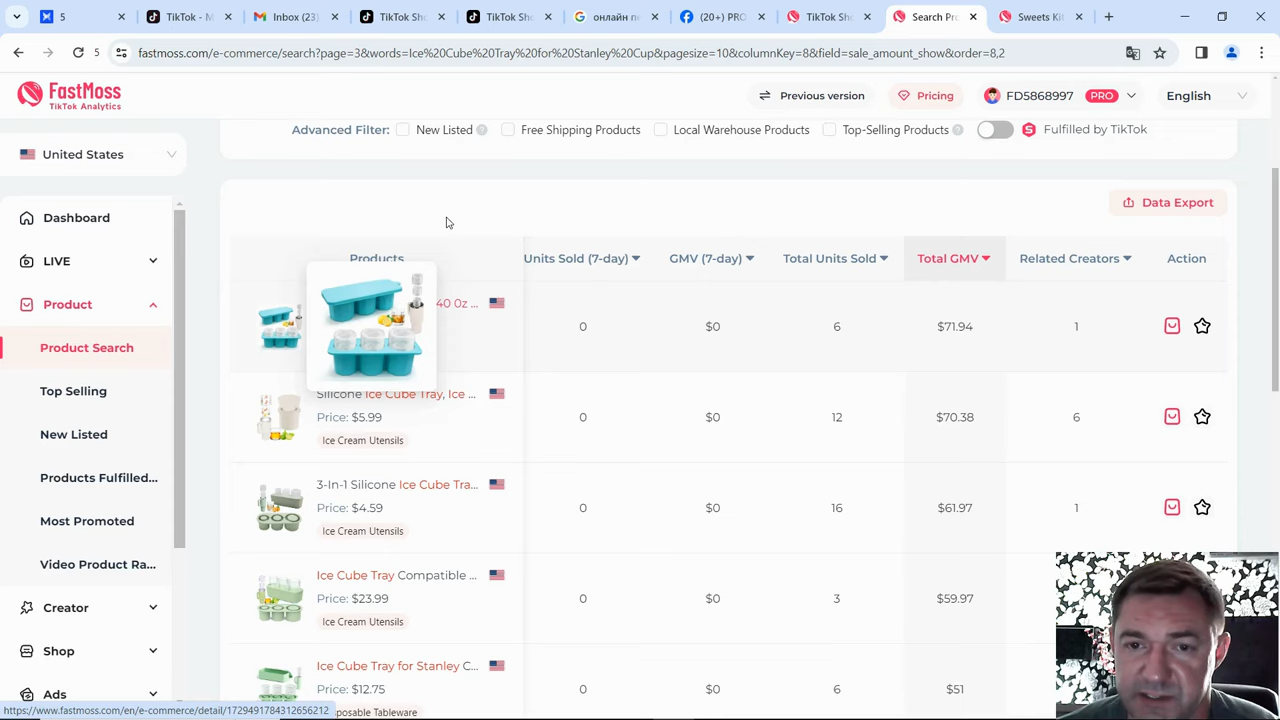 5
TikTok - M
Inbox (23)
TikTok Sho
TikTok Sho
онлайн пе
(20+) PRO
TikTok Shu
Search Pro
Sweets Kit
5
fastmoss.com/e-commerce/search?page=3&words=Ice%20Cube%20Tray%20for%20Stanley%20Cup&pagesize=10&columnKey=8&field=sale_amount_show&order=8,2
FastMoss
TikTok Analytics
Previous version
Pricing
FD5868997 PRO
English
United States
Advanced Filter: New Listed Free Shipping Products Local Warehouse Products Top-Selling Products Fulfilled by TikTok
Dashboard
LIVE
Product
Product Search
Top Selling
New Listed
Products Fulfilled...
Most Promoted
Video Product Ra...
Creator
Shop
Ads
Data Export
Products Units Sold (7-day) GMV (7-day) Total Units Sold Total GMV Related Creators Action
40 0z ...
0 $0 6 $71.94 1
Silicone Ice Cube Tray, Ice ...
Price: $5.99
Ice Cream Utensils
0 $0 12 $70.38 6
3-In-1 Silicone Ice Cube Tra...
Price: $4.59
Ice Cream Utensils
0 $0 16 $61.97 1
Ice Cube Tray Compatible ...
Price: $23.99
Ice Cream Utensils
0 $0 3 $59.97
Ice Cube Tray for Stanley C...
Price: $12.75
posable Tableware
0 $0 6 $51
https://www.fastmoss.com/en/e-commerce/detail/1729491784312656212